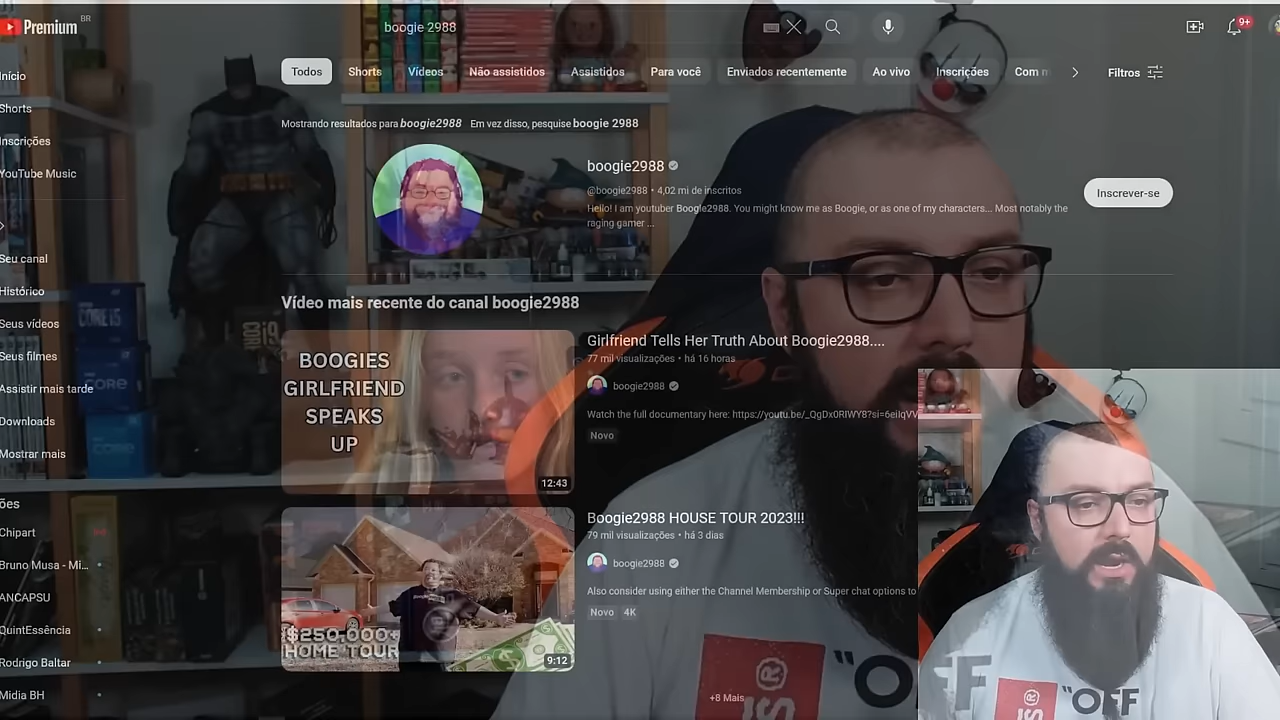 Premium BR
boogie 2988
9+
Início
Shorts
Inscrições
YouTube Music
Seu canal
Histórico
Seus vídeos
Seus filmes
Assistir mais tarde
Downloads
Mostrar mais
ões
Chipart
Bruno Musa - Mi...
ANCAPSU
QuintEssência
Rodrigo Baltar
Midia BH
Todos
Shorts
Vídeos
Não assistidos
Assistidos
Para você
Enviados recentemente
Ao vivo
Inscrições
Com
Filtros
Mostrando resultados para boogie2988 Em vez disso, pesquise boogie 2988
boogie2988
@boogie2988 • 4,02 mi de inscritos
Hello! I am youtuber Boogie2988. You might know me as Boogie, or as one of my characters... Most notably the
raging gamer ...
Inscrever-se
Vídeo mais recente do canal boogie2988
BOOGIES
GIRLFRIEND
SPEAKS
UP
12:43
Girlfriend Tells Her Truth About Boogie2988....
77 mil visualizações • há 16 horas
boogie2988
Watch the full documentary here: https://youtu.be/_QgDx0RIWY8?si=6eilqVV
Novo
$250,000+
HOME TOUR
9:12
Boogie2988 HOUSE TOUR 2023!!!
79 mil visualizações • há 3 dias
boogie2988
Also consider using either the Channel Membership or Super chat options to
Novo 4K
+8 Mais
CORE i5
CORE
i9
"O
"OFF